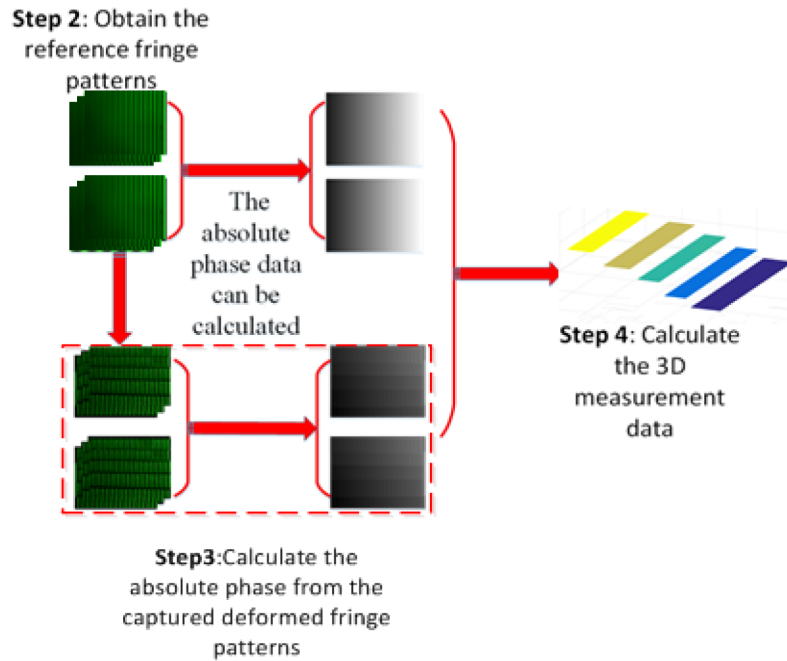 Step 2: Obtain the
reference fringe
patterns
The
absolute
phase data
can be
calculated
Step 4: Calculate
the 3D
measurement
data
Step3:Calculate the
absolute phase from the
captured deformed fringe
patterns